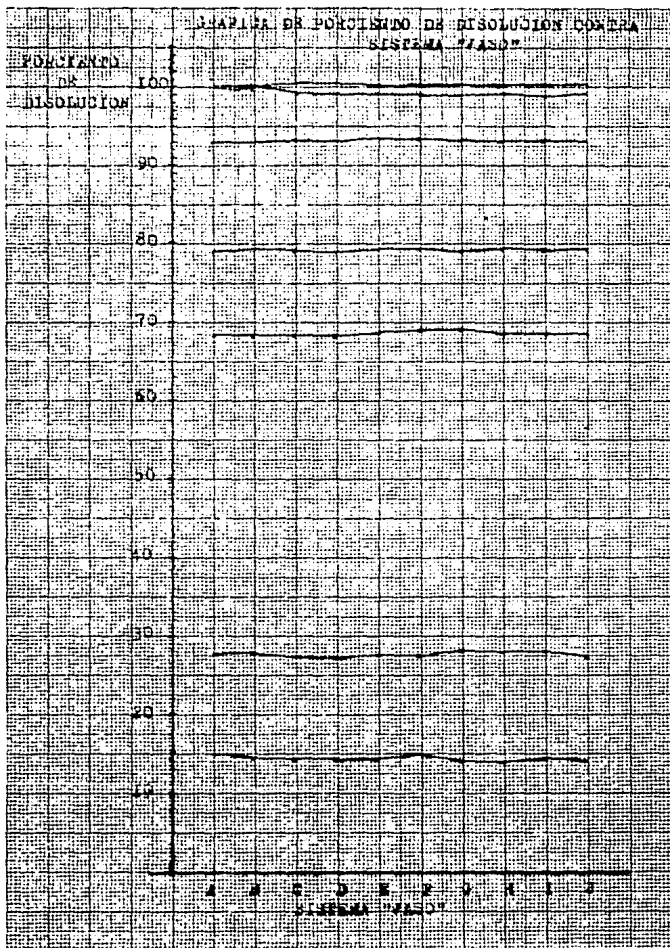 GRAFICA DE PORCIENTO DE DISOLUCION CONTRA
SISTEMA "VASO"
PORCIENTO
DE
DISOLUCION
100
90
80
70
60
50
40
30
20
10
A B C D E F G H I J
SISTEMA "VASO"